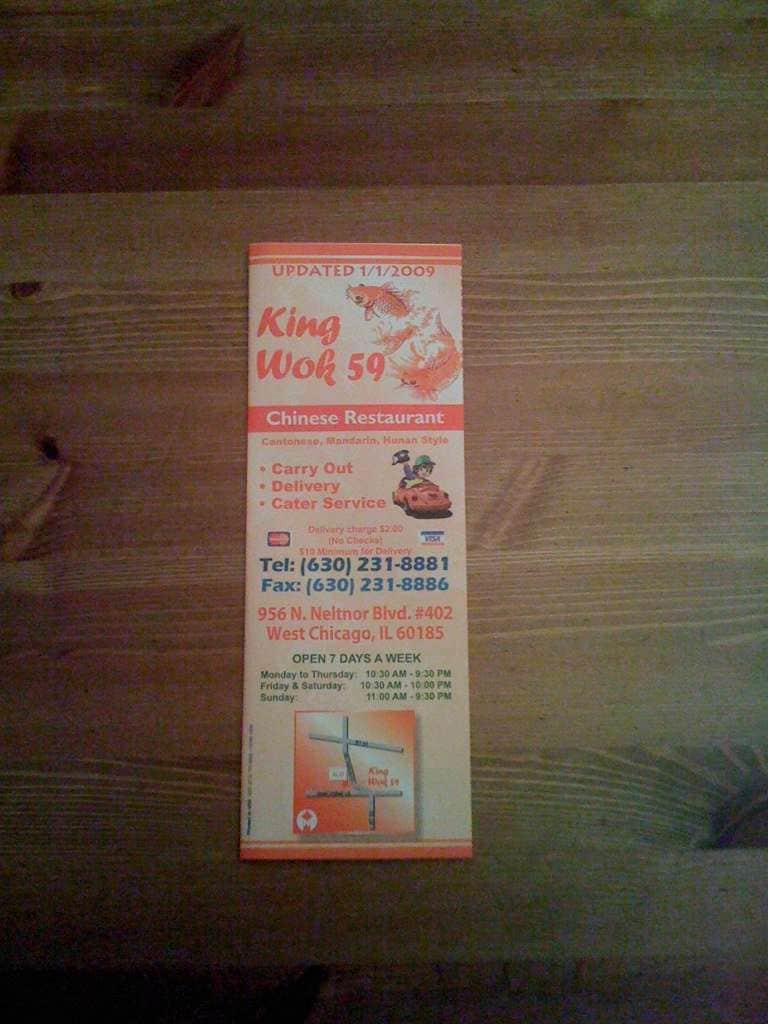 UPDATED 1/1/2009
King
Wok 59
Chinese Restaurant
Cantonese, Mandarin, Hunan Style
• Carry Out
• Delivery
• Cater Service
Delivery charge $2.00
(No Checks)
VISA
$10 Minimum for Delivery
Tel: (630) 231-8881
Fax: (630) 231-8886
956 N. Neltnor Blvd. #402
West Chicago, IL 60185
OPEN 7 DAYS A WEEK
Monday to Thursday: 10:30 AM - 9:30 PM
Friday & Saturday: 10:30 AM - 10:00 PM
Sunday: 11:00 AM - 9:30 PM
King
Wok 59